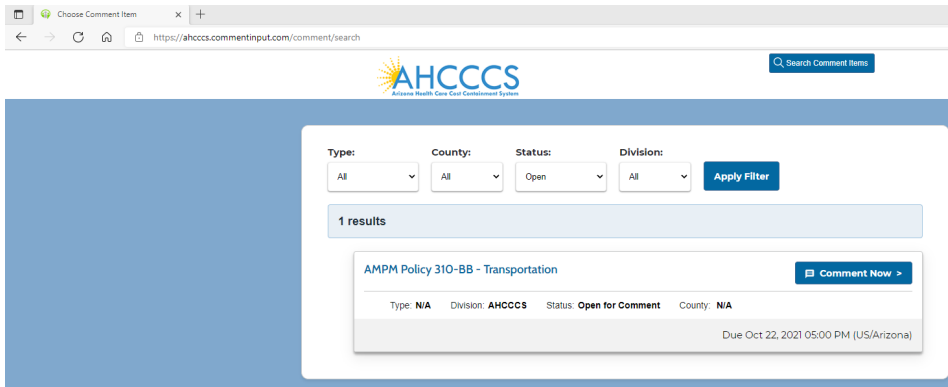 Choose Comment Item
https://ahcccs.commentinput.com/comment/search
AHCCCS
Arizona Health Care Cost Containment System
Search Comment Items
Type: County: Status: Division:
All All Open All Apply Filter
1 results
AMPM Policy 310-BB - Transportation
Comment Now >
Type: N/A Division: AHCCCS Status: Open for Comment County: N/A
Due Oct 22, 2021 05:00 PM (US/Arizona)